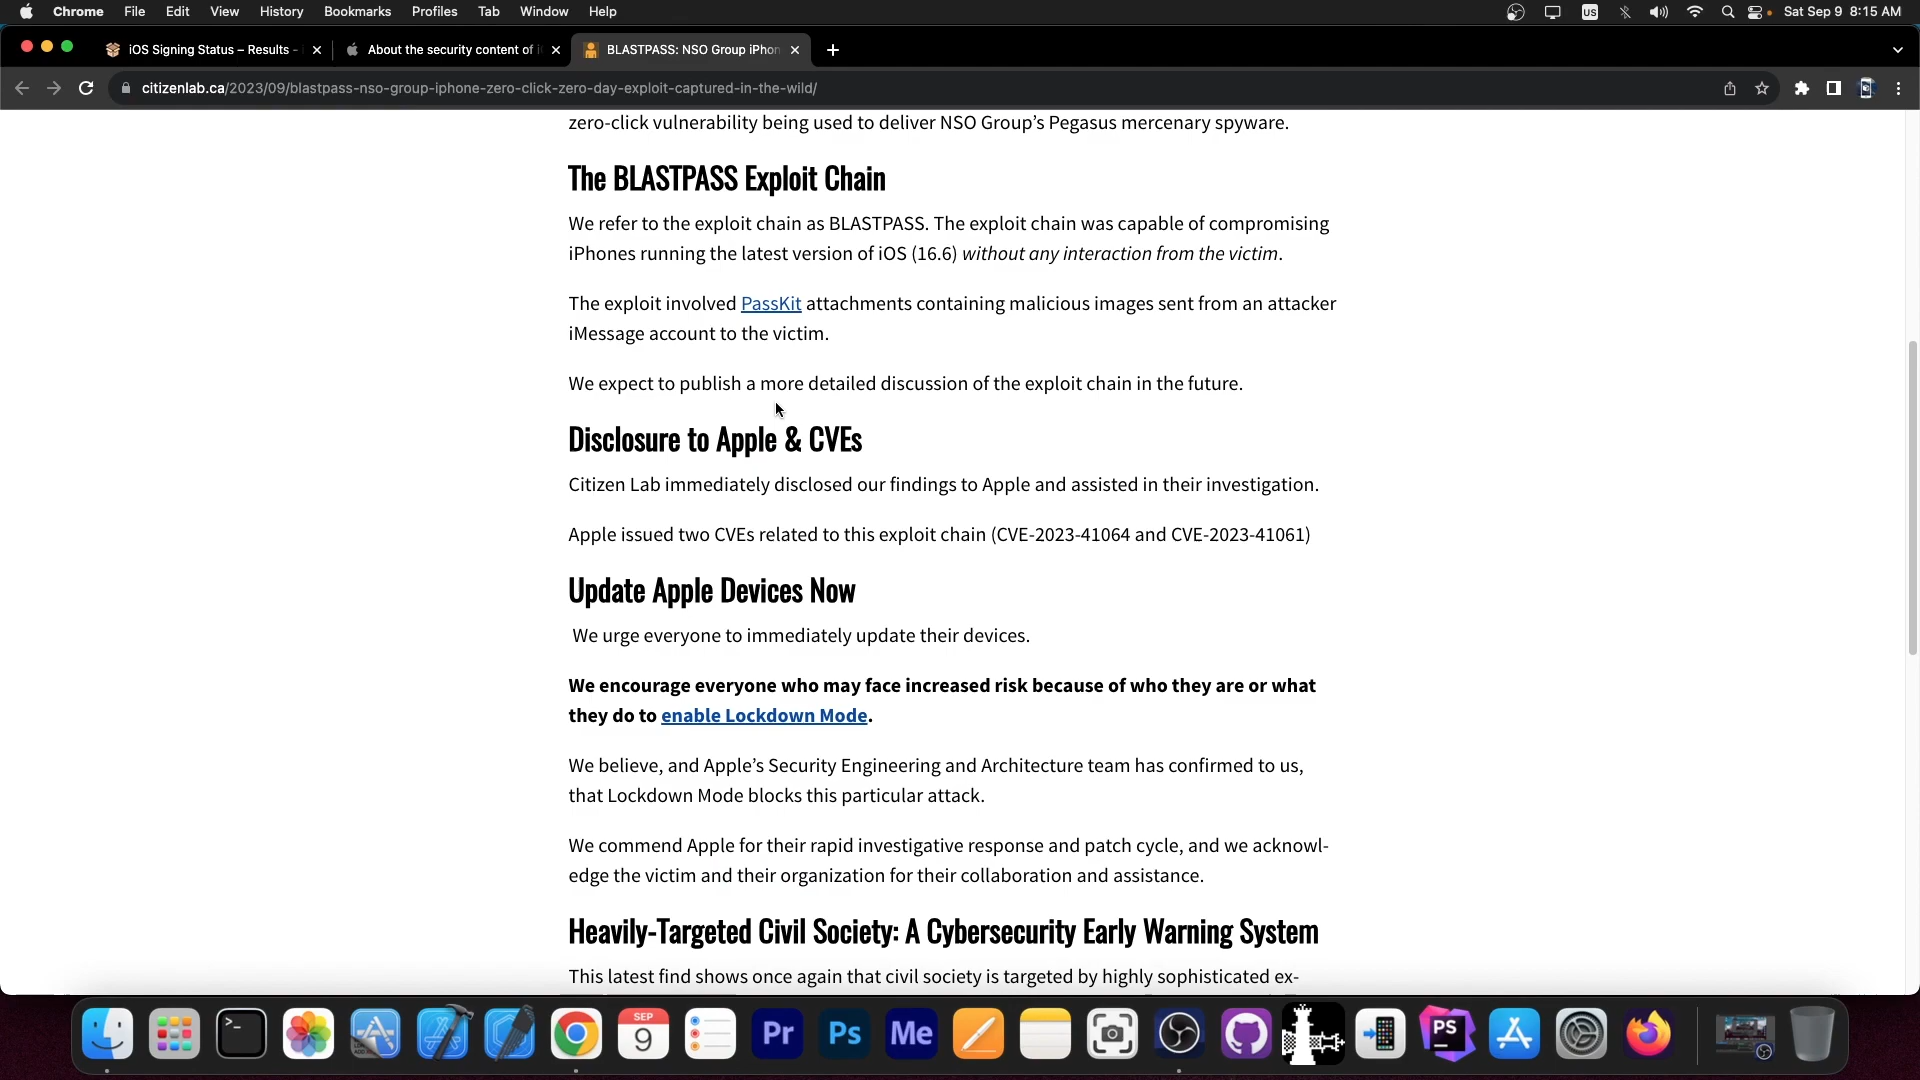 Chrome File Edit View History Bookmarks Profiles Tab Window Help US Sat Sep 9 8:15 AM
iOS Signing Status – Results - About the security content of BLASTPASS: NSO Group iPhon
citizenlab.ca/2023/09/blastpass-nso-group-iphone-zero-click-zero-day-exploit-captured-in-the-wild/
zero-click vulnerability being used to deliver NSO Group’s Pegasus mercenary spyware.
The BLASTPASS Exploit Chain
We refer to the exploit chain as BLASTPASS. The exploit chain was capable of compromising
iPhones running the latest version of iOS (16.6) without any interaction from the victim.
The exploit involved PassKit attachments containing malicious images sent from an attacker
iMessage account to the victim.
We expect to publish a more detailed discussion of the exploit chain in the future.
Disclosure to Apple & CVEs
Citizen Lab immediately disclosed our findings to Apple and assisted in their investigation.
Apple issued two CVEs related to this exploit chain (CVE-2023-41064 and CVE-2023-41061)
Update Apple Devices Now
We urge everyone to immediately update their devices.
We encourage everyone who may face increased risk because of who they are or what
they do to enable Lockdown Mode.
We believe, and Apple’s Security Engineering and Architecture team has confirmed to us,
that Lockdown Mode blocks this particular attack.
We commend Apple for their rapid investigative response and patch cycle, and we acknowl-
edge the victim and their organization for their collaboration and assistance.
Heavily-Targeted Civil Society: A Cybersecurity Early Warning System
This latest find shows once again that civil society is targeted by highly sophisticated ex-
SEP
9 Pr Ps Me PS